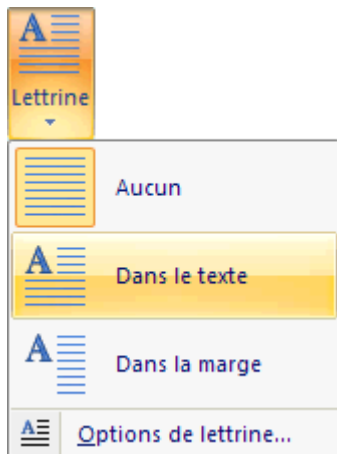 Lettrine
Aucun
Dans le texte
Dans la marge
Options de lettrine...